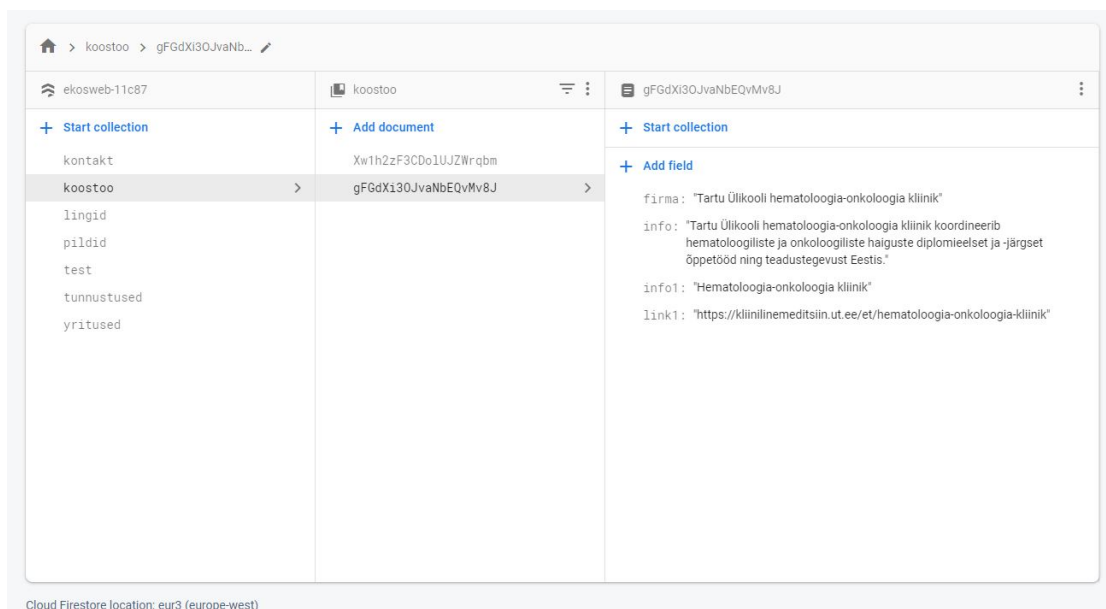 koostoo > gFGdXi3OJvaNb...
ekosweb-11c87
koostoo
gFGdXi3OJvaNbEQvMv8J
+ Start collection
+ Add document
+ Start collection
kontakt
koostoo
lingid
pildid
test
tunnustused
yritused
Xw1h2zF3CDolUJZWrqbm
gFGdXi3OJvaNbEQvMv8J
+ Add field
firma: "Tartu Ülikooli hematoloogia-onkoloogia kliinik"
info: "Tartu Ülikooli hematoloogia-onkoloogia kliinik koordineerib
hematoloogiliste ja onkoloogiliste haiguste diplomieelset ja -järgset
õppetööd ning teadustegevust Eestis."
info1: "Hematoloogia-onkoloogia kliinik"
link1: "https://kliinilinemeditsiin.ut.ee/et/hematoloogia-onkoloogia-kliinik"
Cloud Firestore location: eur3 (europe-west)